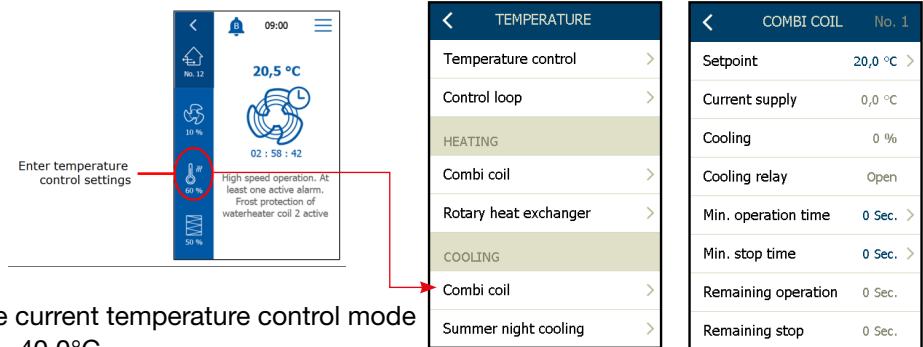 B
09:00
No. 12
20,5 °C
10 %
02 : 58 : 42
Enter temperature
control settings
60 %
High speed operation. At
least one active alarm.
Frost protection of
waterheater coil 2 active
50 %
e current temperature control mode
40,0°C
TEMPERATURE
Temperature control
Control loop
HEATING
Combi coil
Rotary heat exchanger
COOLING
Combi coil
Summer night cooling
COMBI COIL No. 1
Setpoint 20,0 °C
Current supply 0,0 °C
Cooling 0 %
Cooling relay Open
Min. operation time 0 Sec.
Min. stop time 0 Sec.
Remaining operation 0 Sec.
Remaining stop 0 Sec.